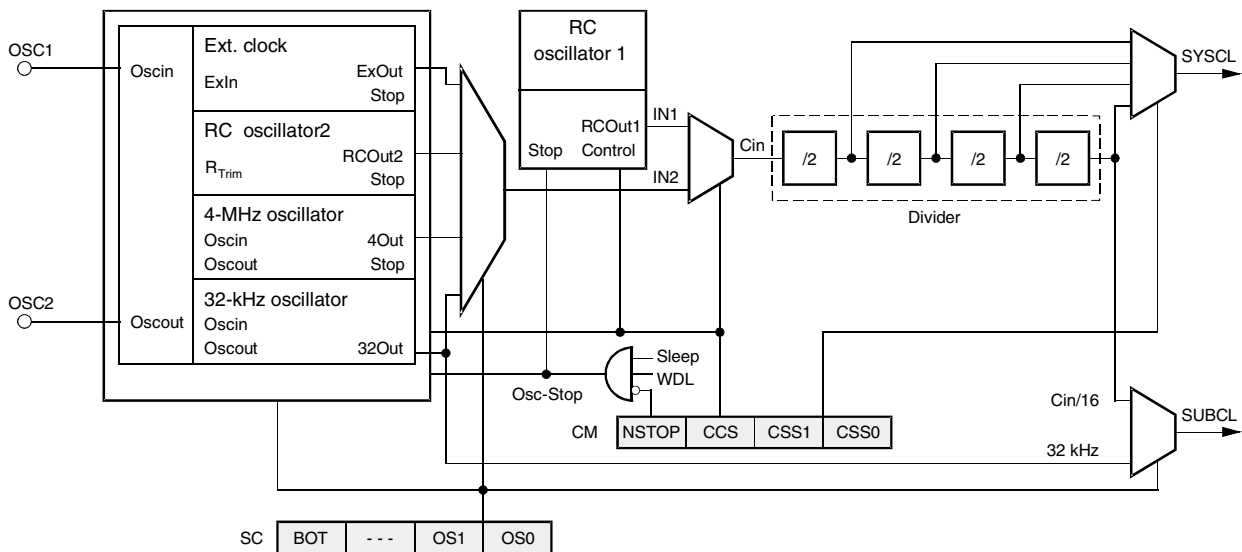 OSC1
OSC2
Oscin
Oscout
Ext. clock
ExIn
ExOut
Stop
RC oscillator2
RTrim
RCOut2
Stop
4-MHz oscillator
Oscin
4Out
Oscout
Stop
32-kHz oscillator
Oscin
Oscout
32Out
RC
oscillator 1
RCOut1
Stop
Control
IN1
IN2
Cin
/2
/2
/2
/2
Divider
SYSCL
Sleep
WDL
Osc-Stop
CM
NSTOP
CCS
CSS1
CSS0
Cin/16
32 kHz
SUBCL
SC
BOT
- - -
OS1
OS0